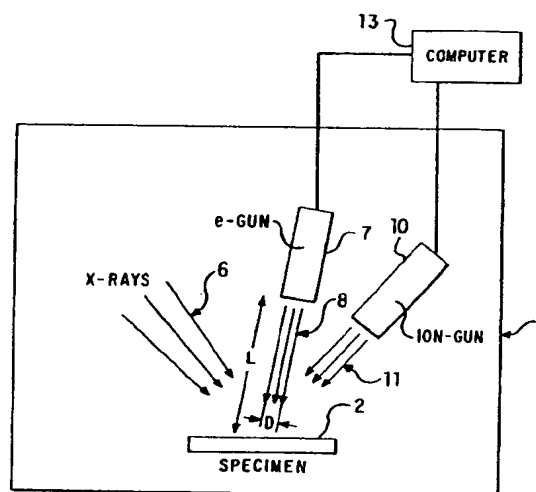 13
COMPUTER
e-GUN
7
10
X-RAYS
6
8
ION-GUN
L
11
D
2
SPECIMEN